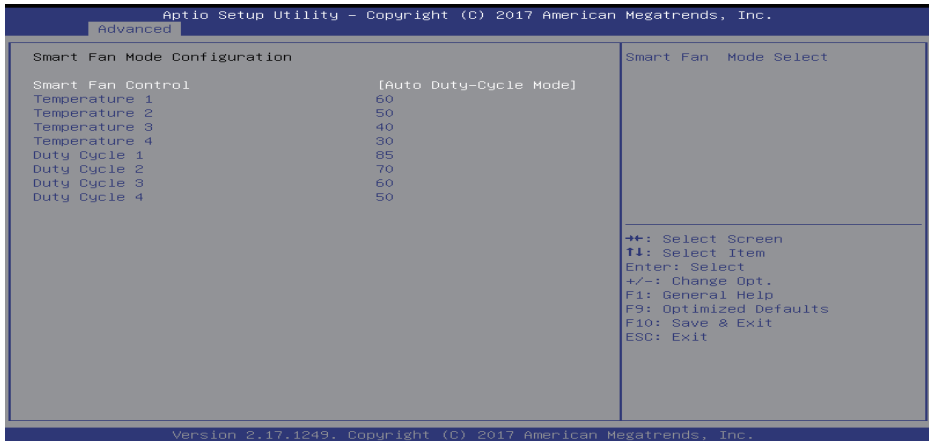 Aptio Setup Utility – Copyright (C) 2017 American Megatrends, Inc.
Advanced
Smart Fan Mode Configuration
Smart Fan Control [Auto Duty-Cycle Mode]
Temperature 1 60
Temperature 2 50
Temperature 3 40
Temperature 4 30
Duty Cycle 1 85
Duty Cycle 2 70
Duty Cycle 3 60
Duty Cycle 4 50
Smart Fan Mode Select
→←: Select Screen
↑↓: Select Item
Enter: Select
+/-: Change Opt.
F1: General Help
F9: Optimized Defaults
F10: Save & Exit
ESC: Exit
Version 2.17.1249. Copyright (C) 2017 American Megatrends, Inc.